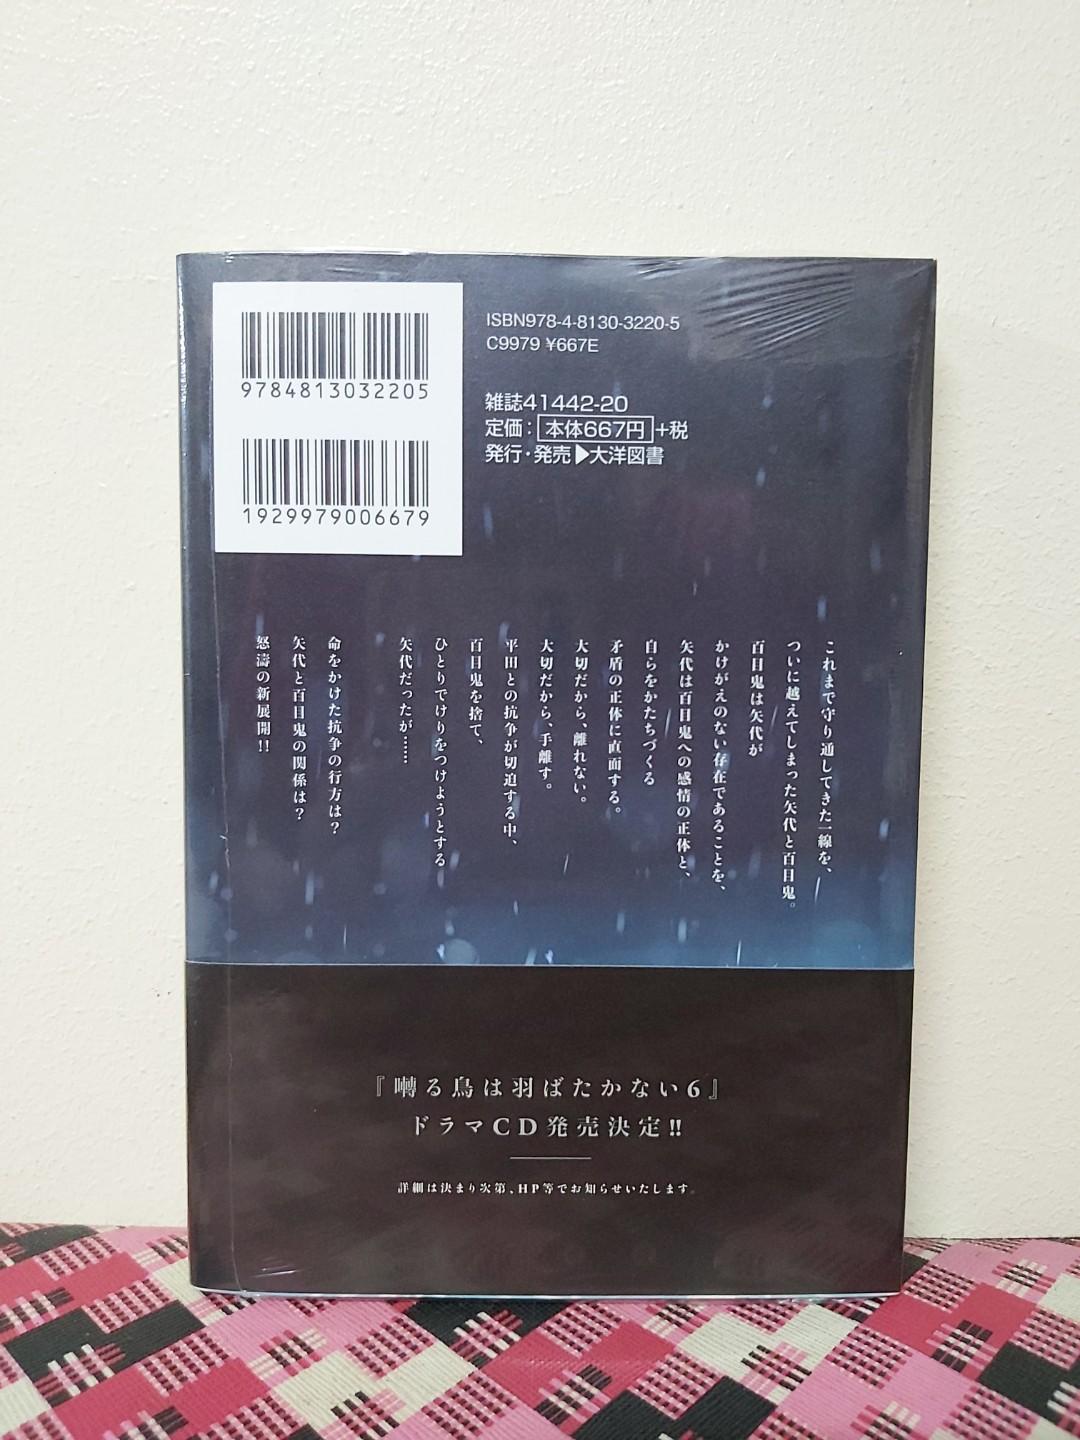 9784813032205
1929979006679
ISBN978-4-8130-3220-5
C9979 ¥667E
雑誌41442-20
定価：本体667円+税
発行・発売▶大洋図書
これまで守り通してきた一線を、
ついに越えてしまった矢代と百目鬼。
百目鬼は矢代が
かけがえのない存在であることを、
矢代は百目鬼への感情の正体と、
自らをかたちづくる
矛盾の正体に直面する。
大切だから、離れない。
大切だから、手離す。
平田との抗争が切迫する中、
百目鬼を捨て、
ひとりでけりをつけようとする
矢代だったが……
命をかけた抗争の行方は？
矢代と百目鬼の関係は？
怒濤の新展開!!
『囀る鳥は羽ばたかない6』
ドラマCD発売決定!!
詳細は決まり次第、HP等でお知らせいたします。